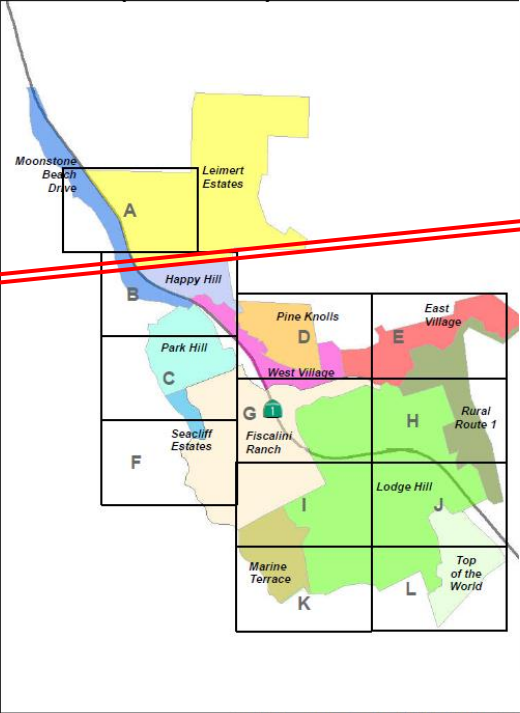 Moonstone
Beach
Drive
Leimert
Estates
A
B
Happy Hill
Pine Knolls
D
East
Village
E
Park Hill
C
West Village
G
1
H
Rural
Route 1
Seacliff
Estates
Fiscalini
Ranch
F
I
Lodge Hill
J
Marine
Terrace
K
Top
of the
World
L